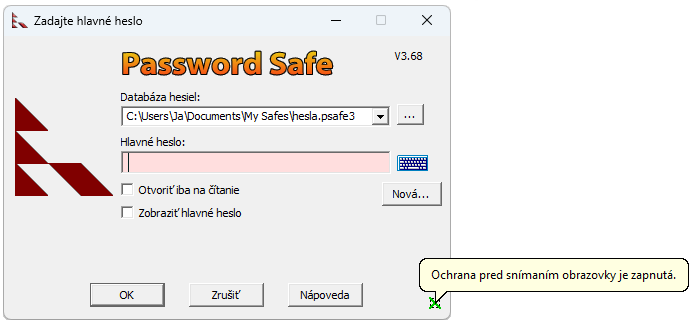 Zadajte hlavné heslo
Password Safe
V3.68
Databáza hesiel:
C:\Users\Ja\Documents\My Safes\hesla.psafe3
...
Hlavné heslo:
Otvoriť iba na čítanie
Nová...
Zobraziť hlavné heslo
Ochrana pred snímaním obrazovky je zapnutá.
OK
Zrušiť
Nápoveda